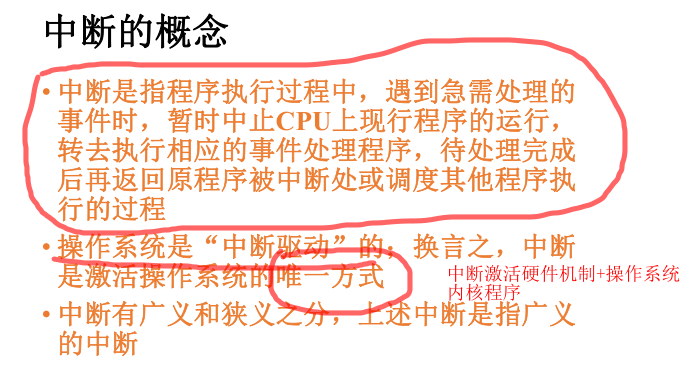 中断的概念
• 中断是指程序执行过程中，遇到急需处理的
事件时，暂时中止CPU上现行程序的运行，
转去执行相应的事件处理程序，待处理完成
后再返回原程序被中断处或调度其他程序执
行的过程
• 操作系统是“中断驱动”的；换言之，中断
是激活操作系统的唯一方式
中断激活硬件机制+操作系统
内核程序
• 中断有广义和狭义之分，上述中断是指广义
的中断